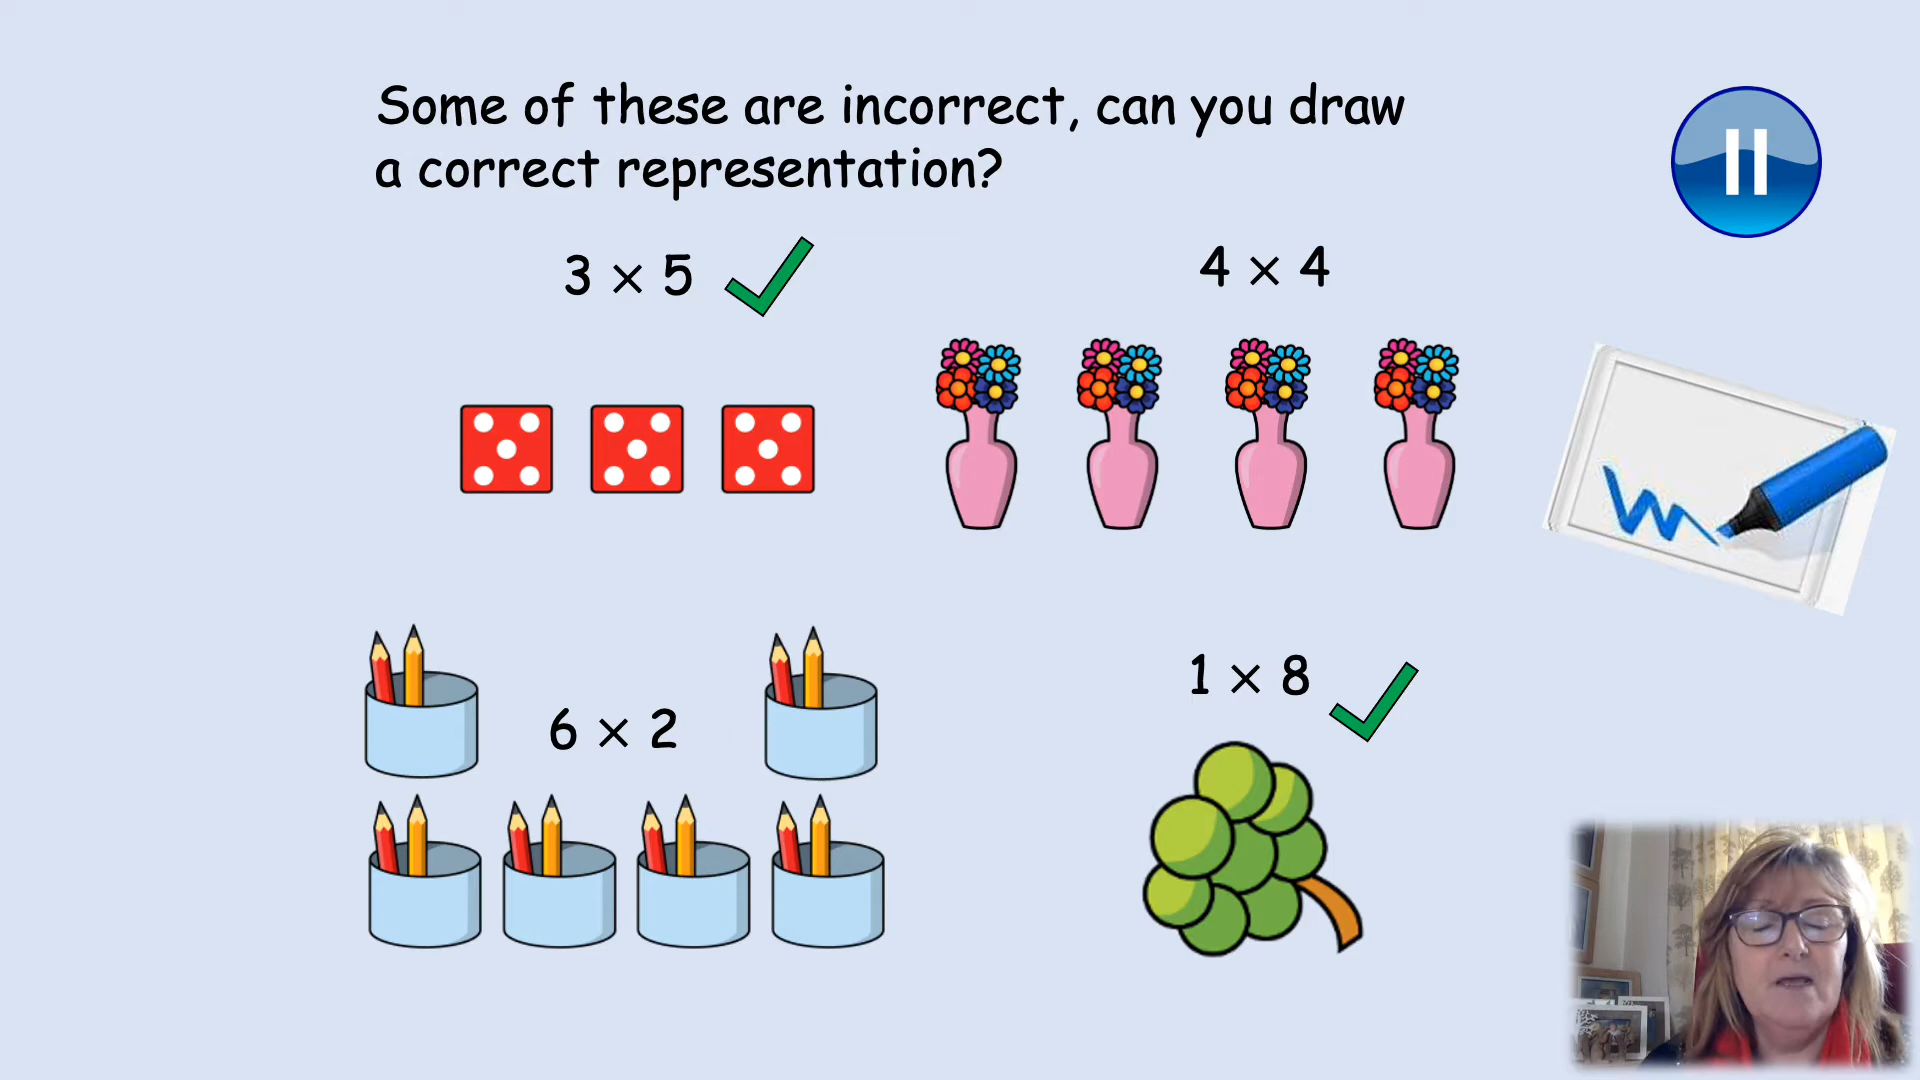 Some of these are incorrect, can you draw
a correct representation?
3 × 5
4 × 4
6 × 2
1 × 8